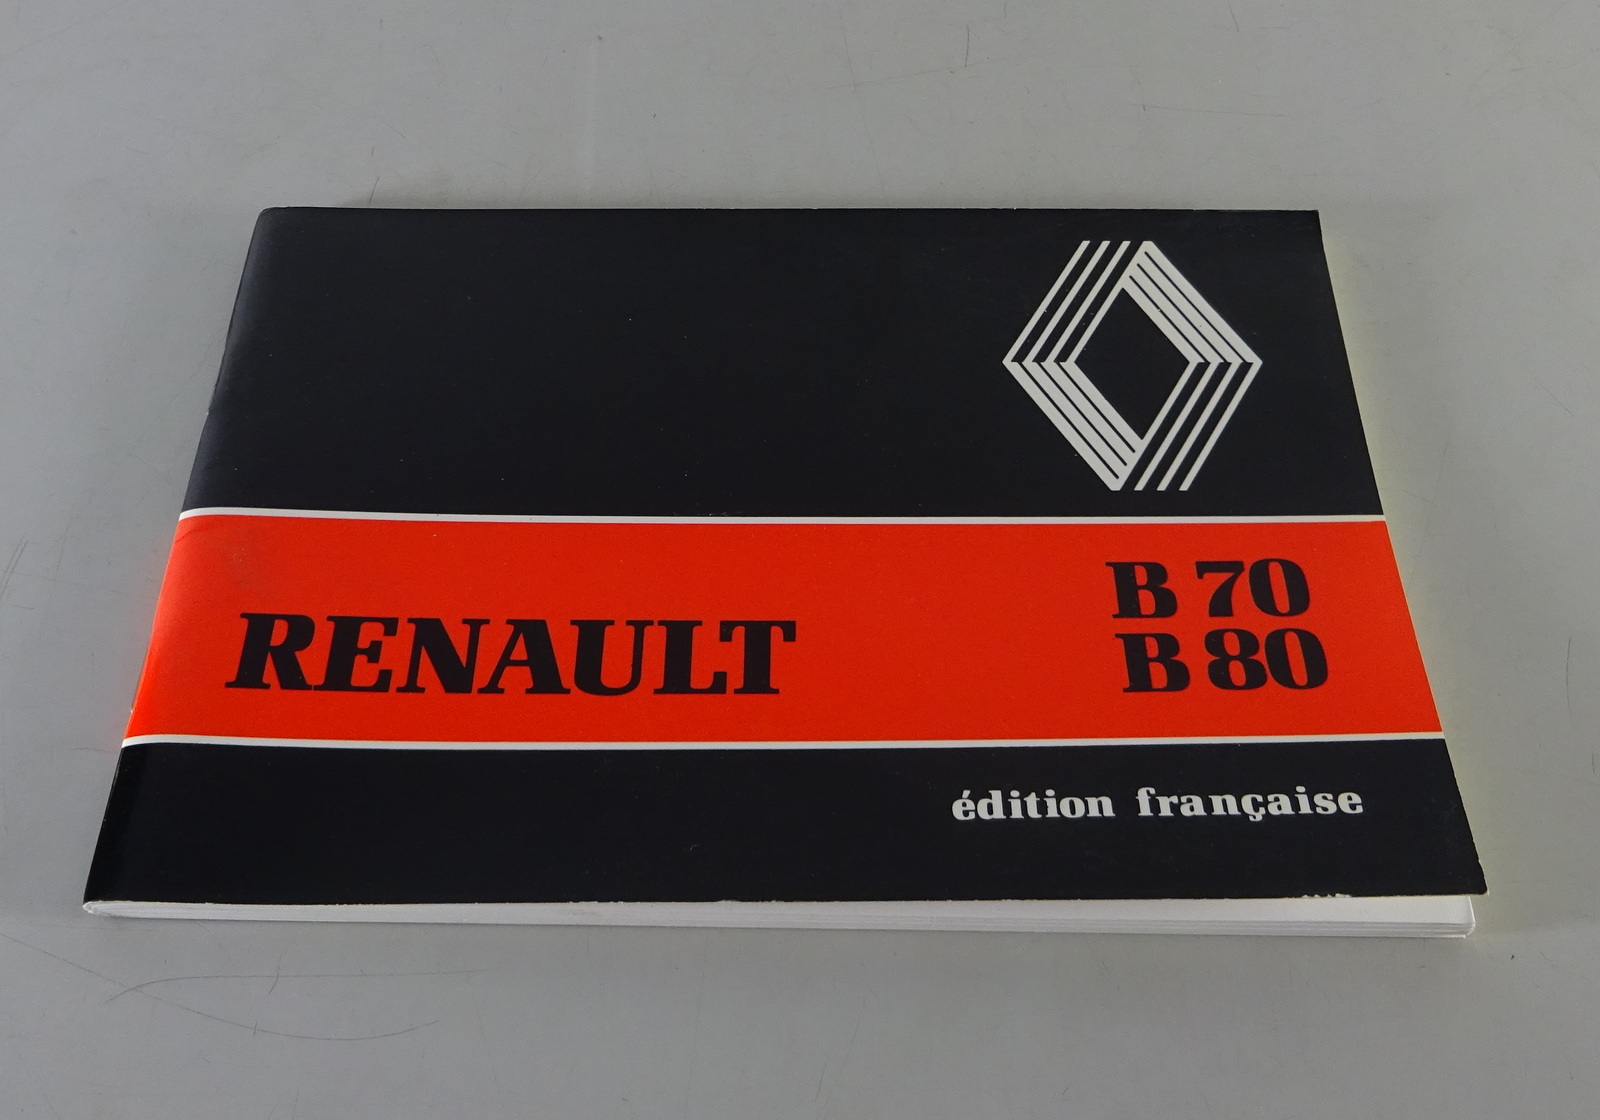 RENAULT
B 70
B 80
édition française